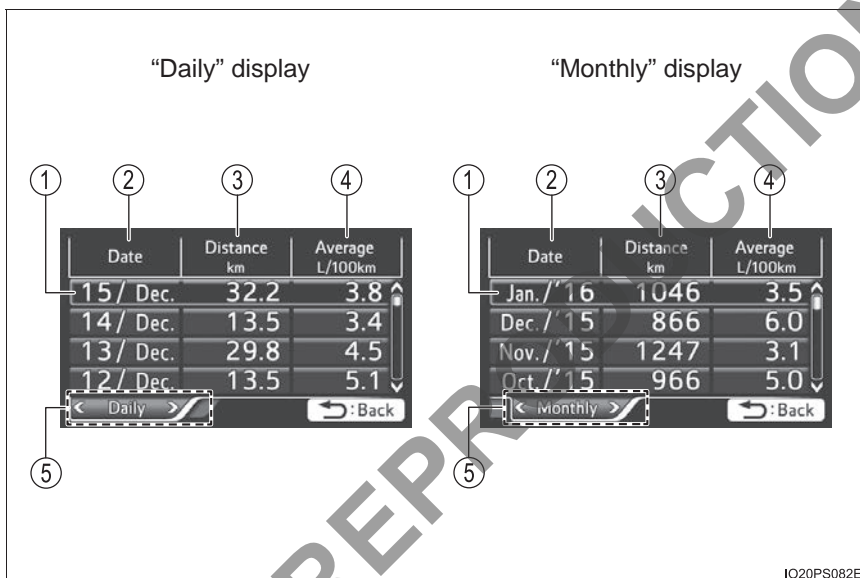 “Daily” display
“Monthly” display
1 2 3 4
1 2 3 4
Date Distance km Average L/100km
15/ Dec. 32.2 3.8
14/ Dec. 13.5 3.4
13/ Dec. 29.8 4.5
12/ Dec. 13.5 5.1
< Daily > :Back
5
Date Distance km Average L/100km
Jan./’16 1046 3.5
Dec./’15 866 6.0
Nov./’15 1247 3.1
Oct./’15 966 5.0
< Monthly > :Back
5
REPRODUCTION
IO20PS082E